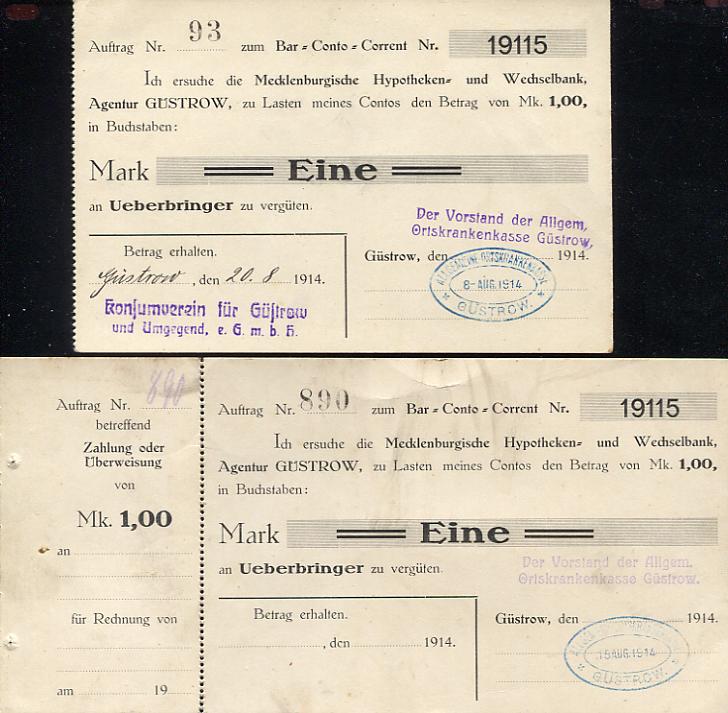 Auftrag Nr. 93 zum Bar-Conto-Corrent Nr. 19115
Ich ersuche die Mecklenburgische Hypotheken- und Wechselbank,
Agentur GÜSTROW, zu Lasten meines Contos den Betrag von Mk. 1,00,
in Buchstaben:
Mark Eine
an Ueberbringer zu vergüten.
Der Vorstand der Allgem.
Ortskrankenkasse Güstrow,
Betrag erhalten.
Güstrow, den 20.8 1914.
Konsumverein für Güstrow
und Umgegend, e. G. m. b. H.
Güstrow, den 1914.
ALLGEMEINE ORTSKRANKENKASSE
8-AUG.1914
* GÜSTROW. *
Auftrag Nr. 890
betreffend
Zahlung oder
Überweisung
von
Mk. 1,00
an
für Rechnung von
am 19
Auftrag Nr. 890 zum Bar-Conto-Corrent Nr. 19115
Ich ersuche die Mecklenburgische Hypotheken- und Wechselbank,
Agentur GÜSTROW, zu Lasten meines Contos den Betrag von Mk. 1,00,
in Buchstaben:
Mark Eine
an Ueberbringer zu vergüten.
Der Vorstand der Allgem.
Ortskrankenkasse Güstrow.
Betrag erhalten.
, den 1914.
Güstrow, den 1914.
15AUG.1914
* GÜSTROW. *